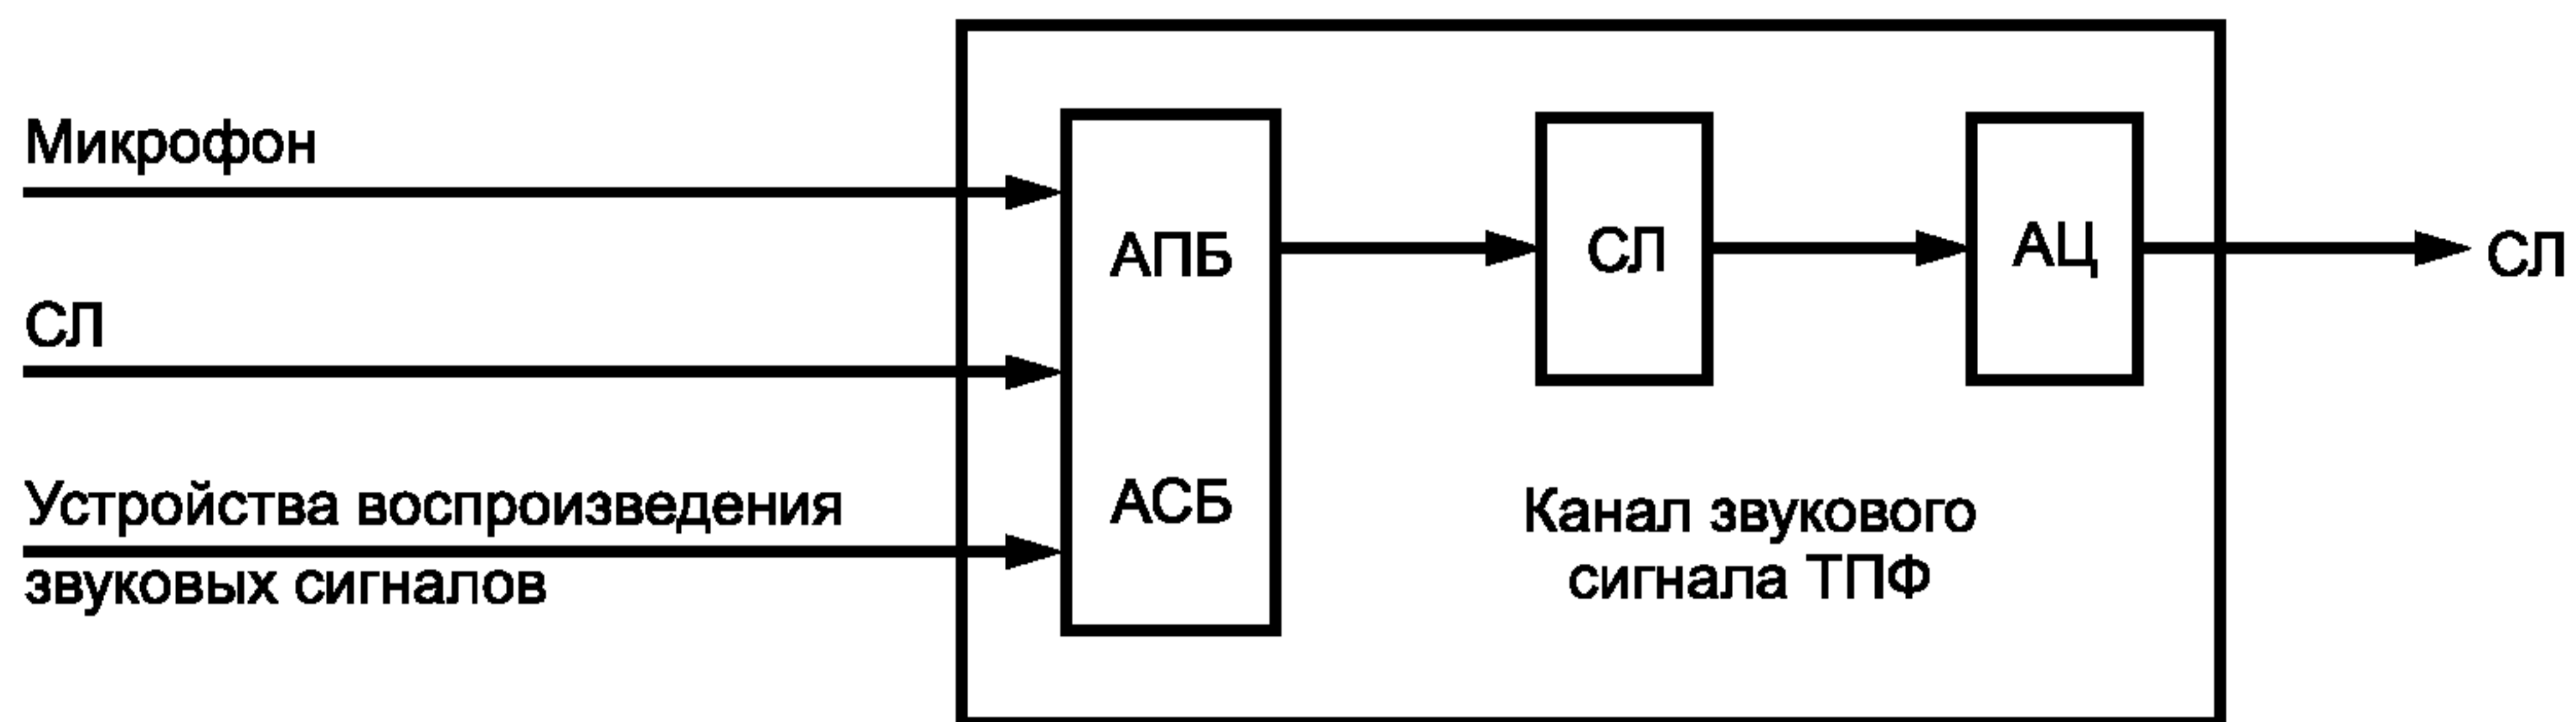 Микрофон
СЛ
Устройства воспроизведения
звуковых сигналов
АПБ
АСБ
СЛ
АЦ
Канал звукового
сигнала ТПФ
СЛ